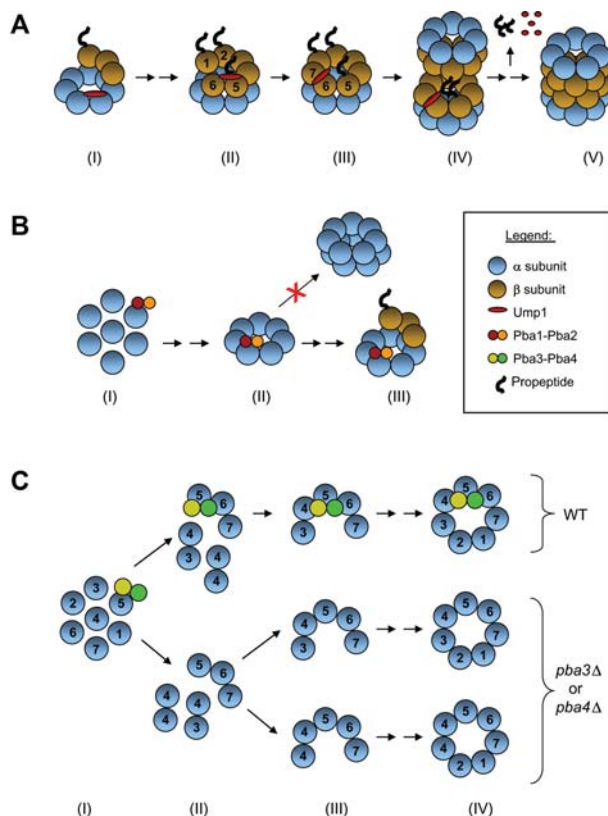 A
1 2
6 5
7
6 5
(I) (II) (III) (IV) (V)
B
(I) (II) (III)
Legend:
α subunit
β subunit
Ump1
Pba1-Pba2
Pba3-Pba4
Propeptide
C
3
2 5
4
6 1
7
5
6
7
4
3 4
4
5
4 6
3 7
5
4 6
3 7
2 1
WT
5
6
4 4 7
4 3
5
4 6
3 7
5
4 6
3 7
2 1
5
4 6
4 7
5
4 6
4 7
2 1
pba3Δ
or
pba4Δ
(I) (II) (III) (IV)